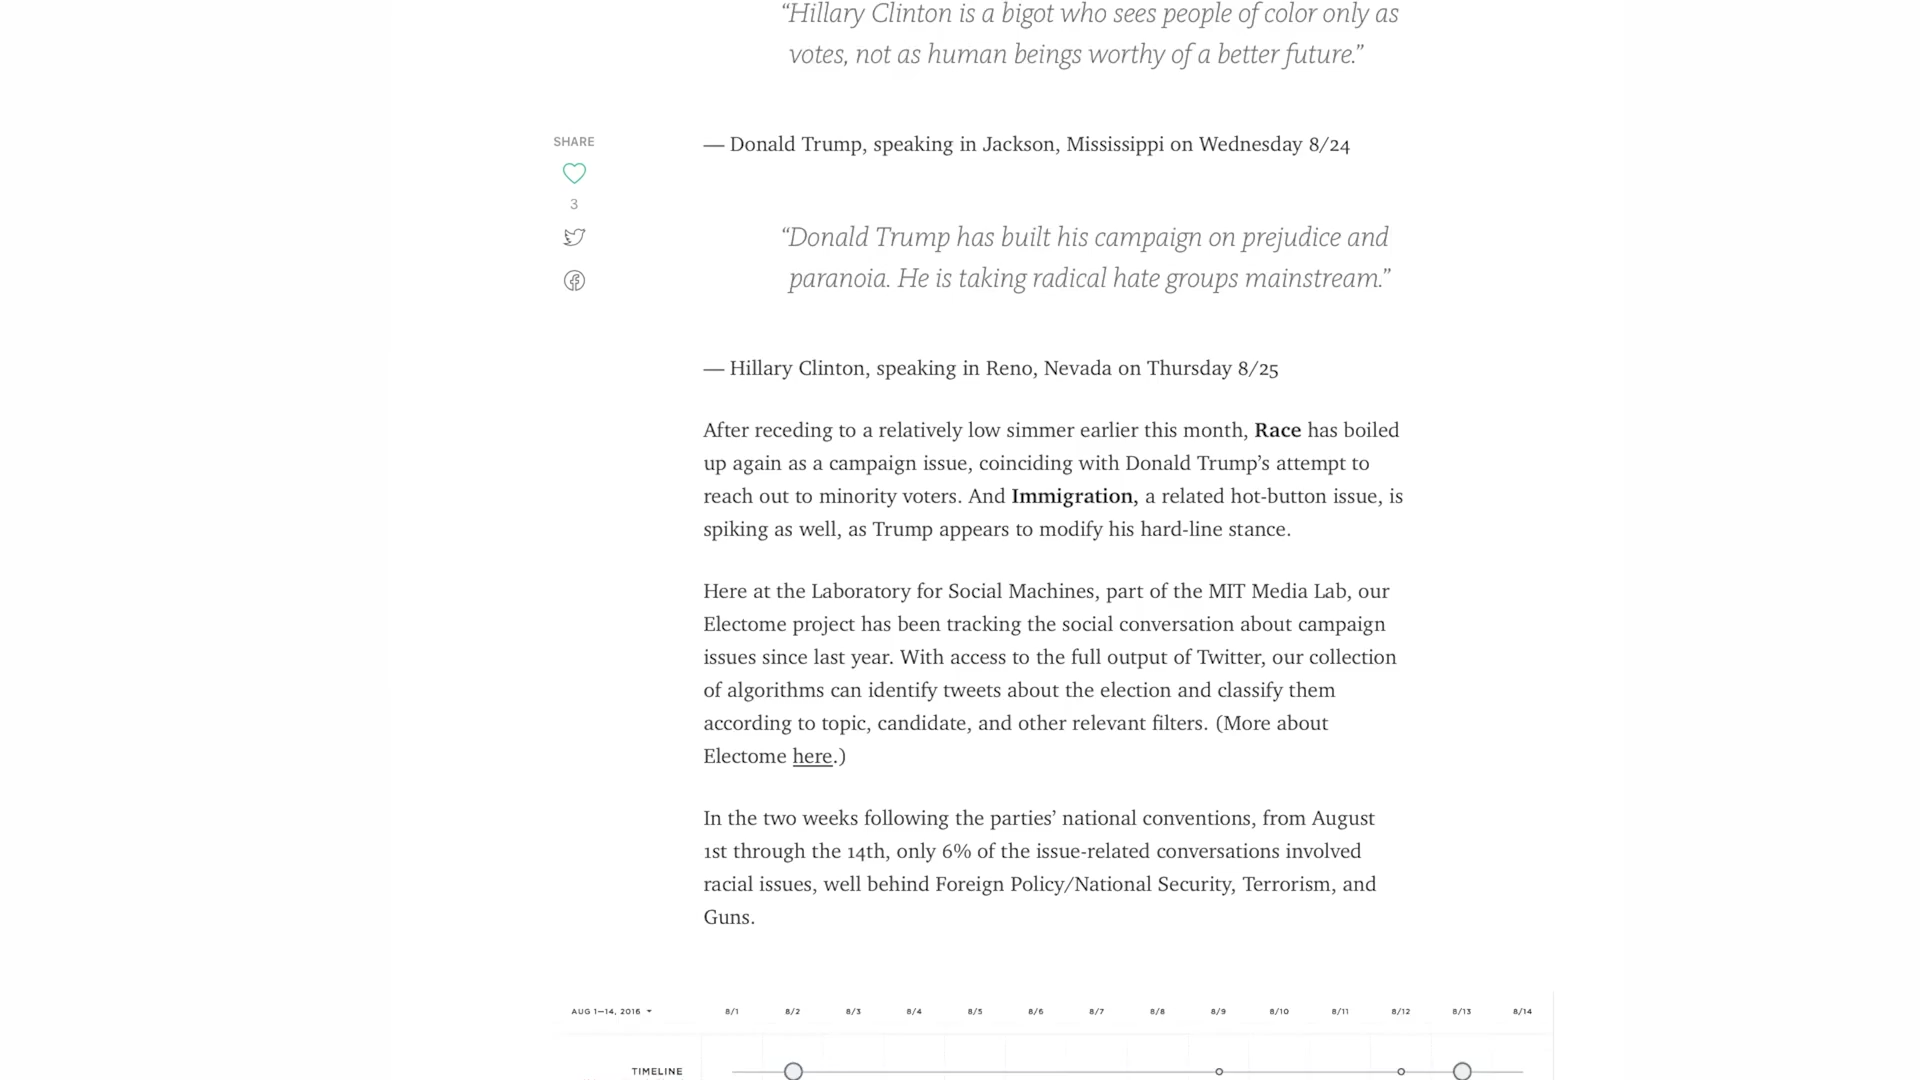 “Hillary Clinton is a bigot who sees people of color only as
votes, not as human beings worthy of a better future.”
SHARE
3
— Donald Trump, speaking in Jackson, Mississippi on Wednesday 8/24
“Donald Trump has built his campaign on prejudice and
paranoia. He is taking radical hate groups mainstream.”
— Hillary Clinton, speaking in Reno, Nevada on Thursday 8/25
After receding to a relatively low simmer earlier this month, Race has boiled
up again as a campaign issue, coinciding with Donald Trump’s attempt to
reach out to minority voters. And Immigration, a related hot-button issue, is
spiking as well, as Trump appears to modify his hard-line stance.
Here at the Laboratory for Social Machines, part of the MIT Media Lab, our
Electome project has been tracking the social conversation about campaign
issues since last year. With access to the full output of Twitter, our collection
of algorithms can identify tweets about the election and classify them
according to topic, candidate, and other relevant filters. (More about
Electome here.)
In the two weeks following the parties’ national conventions, from August
1st through the 14th, only 6% of the issue-related conversations involved
racial issues, well behind Foreign Policy/National Security, Terrorism, and
Guns.
AUG 1—14, 2016 8/1 8/2 8/3 8/4 8/5 8/6 8/7 8/8 8/9 8/10 8/11 8/12 8/13 8/14
TIMELINE